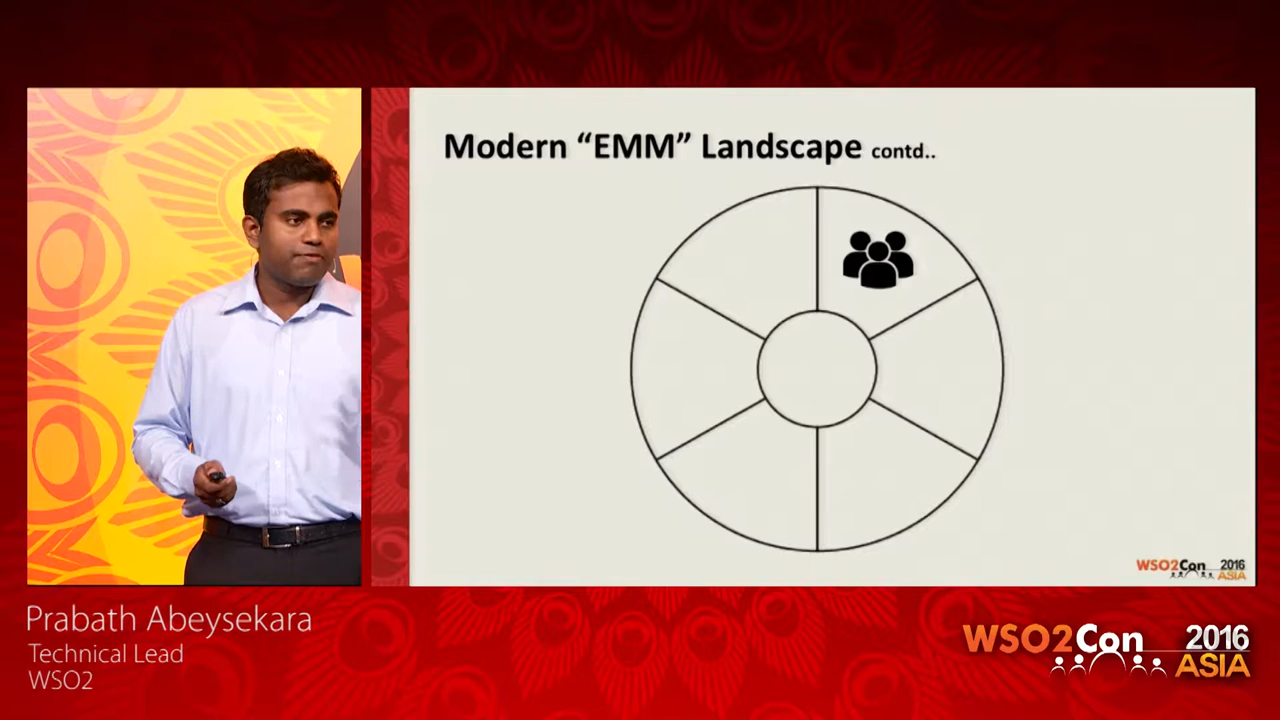 Modern “EMM” Landscape contd..
WSO2Con 2016
ASIA
Prabath Abeysekara
Technical Lead
WSO2
WSO2Con 2016
ASIA